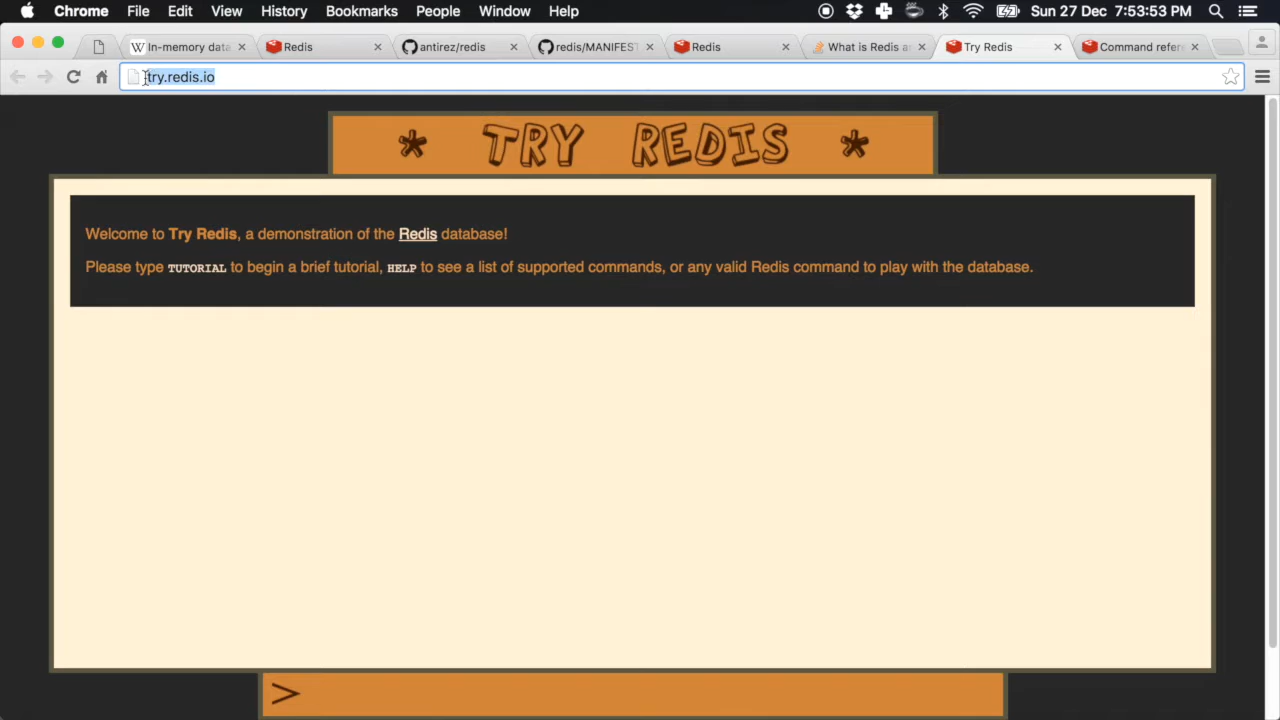 Chrome File Edit View History Bookmarks People Window Help Sun 27 Dec 7:53:53 PM
In-memory data
Redis
antirez/redis
redis/MANIFEST
Redis
What is Redis a
Try Redis
Command refere
try.redis.io
* TRY REDIS *
Welcome to Try Redis, a demonstration of the Redis database!
Please type TUTORIAL to begin a brief tutorial, HELP to see a list of supported commands, or any valid Redis command to play with the database.
>